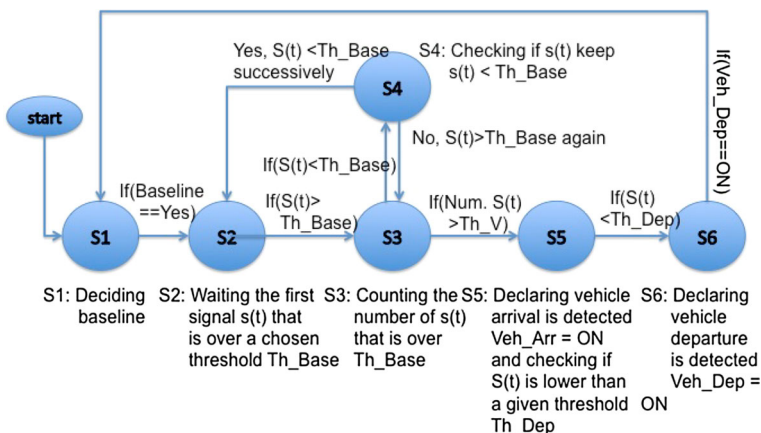 Yes, S(t) <Th_Base
successively
S4: Checking if s(t) keep
s(t) < Th_Base
S4
start
No, S(t)>Th_Base again
If(S(t)<Th_Base)
If(Veh_Dep==ON)
If(Baseline
==Yes)
If(S(t)>
Th_Base)
If(Num. S(t)
>Th_V)
If(S(t)
<Th_Dep)
S1
S2
S3
S5
S6
S1: Deciding
baseline
S2: Waiting the first
signal s(t) that
is over a chosen
threshold Th_Base
S3: Counting the
number of s(t)
that is over
Th_Base
S5: Declaring vehicle
arrival is detected
Veh_Arr = ON
and checking if
S(t) is lower than
a given threshold
Th_Dep
S6: Declaring
vehicle
departure
is detected
Veh_Dep =
ON